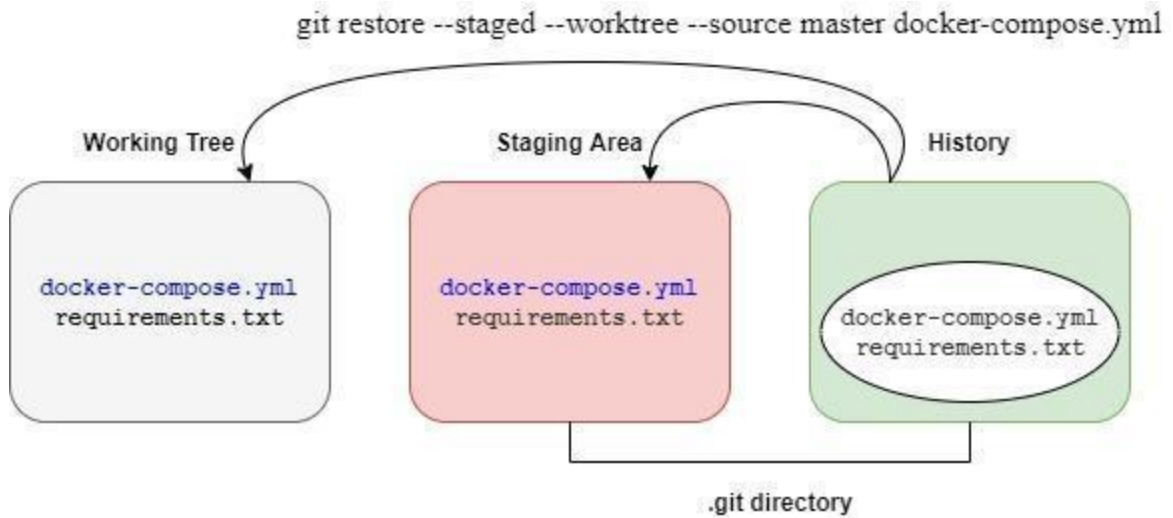 git restore --staged --worktree --source master docker-compose.yml
Working Tree
Staging Area
History
docker-compose.yml
requirements.txt
docker-compose.yml
requirements.txt
docker-compose.yml
requirements.txt
.git directory